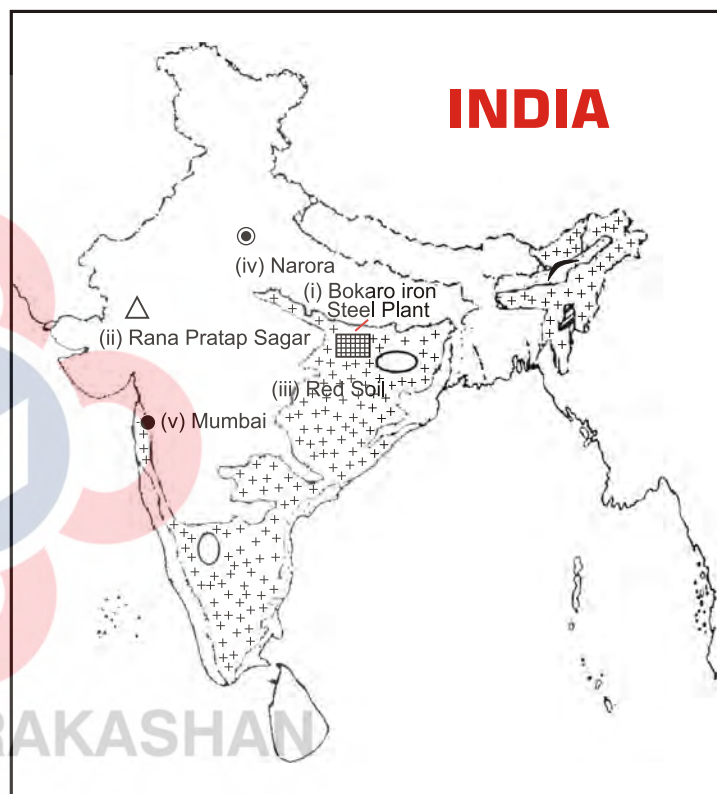 INDIA
(iv) Narora
(i) Bokaro iron
Steel Plant
(ii) Rana Pratap Sagar
(iii) Red Soil
(v) Mumbai
RAKASHAN